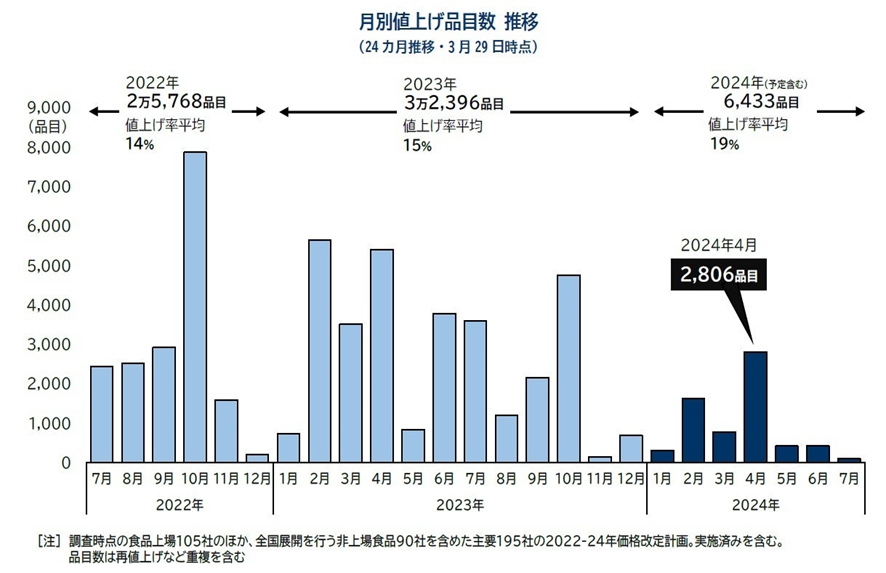 月別値上げ品目数 推移
（24カ月推移・3月29日時点）
2022年
2万5,768品目
値上げ率平均
14%
2023年
3万2,396品目
値上げ率平均
15%
2024年（予定含む）
6,433品目
値上げ率平均
19%
9,000
（品目）
8,000
7,000
6,000
5,000
4,000
3,000
2,000
1,000
0
2024年4月
2,806品目
7月 8月 9月 10月 11月 12月 1月 2月 3月 4月 5月 6月 7月 8月 9月 10月 11月 12月 1月 2月 3月 4月 5月 6月 7月
2022年 2023年 2024年
［注］ 調査時点の食品上場105社のほか、全国展開を行う非上場食品90社を含めた主要195社の2022-24年価格改定計画。実施済みを含む。
品目数は再値上げなど重複を含む